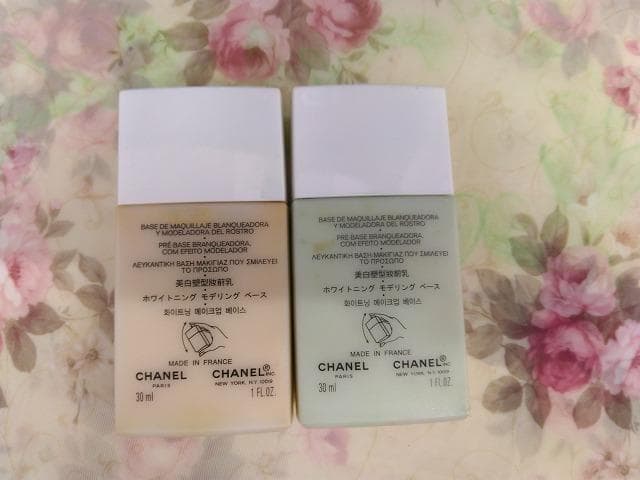 BASE DE MAQUILLAJE BLANQUEADORA
Y MODELADORA DEL ROSTRO
PRÉ-BASE BRANQUEADORA,
COM EFEITO MODELADOR
ΛΕΥΚΑΝΤΙΚΗ ΒΑΣΗ ΜΑΚΙΓΙΑΖ ΠΟΥ ΣΜΙΛΕΥΕΙ
ΤΟ ΠΡΟΣΩΠΟ
美白塑型妝前乳
ホワイトニング モデリング ベース
화이트닝 메이크업 베이스
MADE IN FRANCE
CHANEL CHANEL®
PARIS NEW YORK, N.Y. 10019
INC.
30 ml 1 FL.OZ.
BASE DE MAQUILLAJE BLANQUEADORA
Y MODELADORA DEL ROSTRO
PRÉ-BASE BRANQUEADORA,
COM EFEITO MODELADOR
ΛΕΥΚΑΝΤΙΚΗ ΒΑΣΗ ΜΑΚΙΓΙΑΖ ΠΟΥ ΣΜΙΛΕΥΕΙ
ΤΟ ΠΡΟΣΩΠΟ
美白塑型妝前乳
ホワイトニング モデリング ベース
화이트닝 메이크업 베이스
MADE IN FRANCE
CHANEL CHANEL®
PARIS NEW YORK, N.Y. 10019
INC.
30 ml 1 FL.OZ.